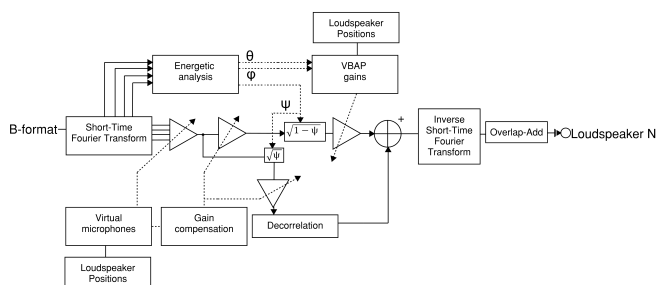 Loudspeaker
Positions
Energetic
analysis
θ
φ
VBAP
gains
ψ
B-format
Short-Time
Fourier Transform
√1 − ψ
√ψ
+
Inverse
Short-Time
Fourier
Transform
Overlap-Add
Loudspeaker N
Virtual
microphones
Gain
compensation
Decorrelation
Loudspeaker
Positions